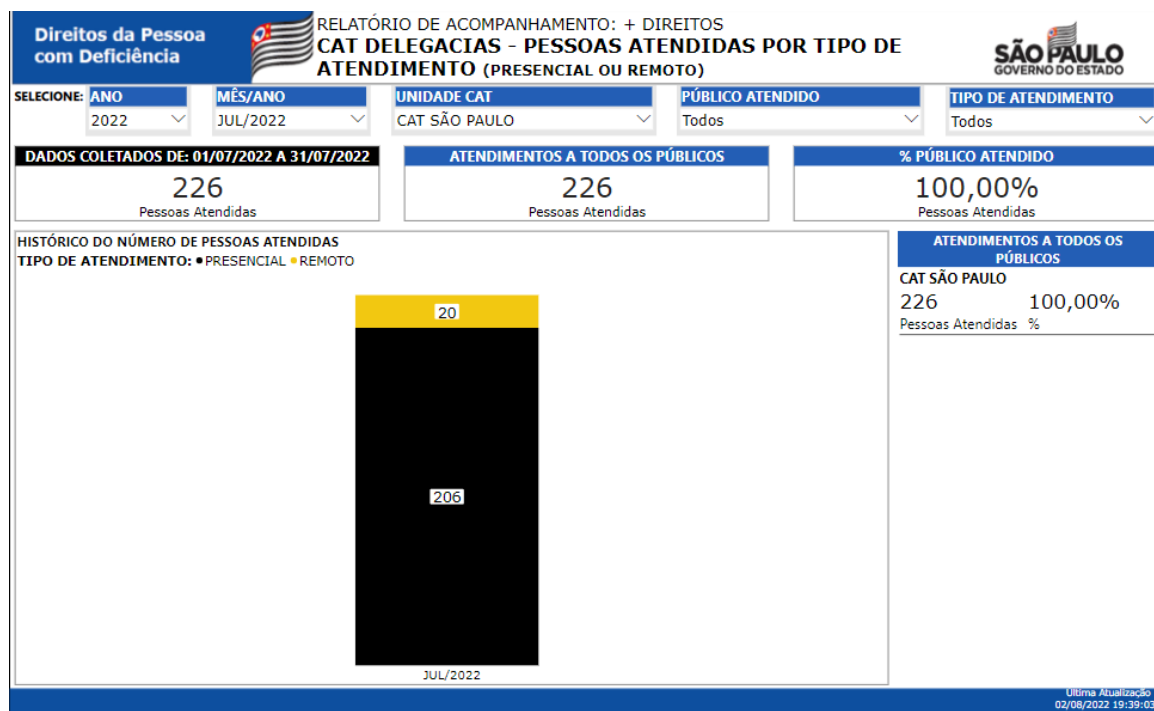 Direitos da Pessoa
com Deficiência
RELATÓRIO DE ACOMPANHAMENTO: + DIREITOS
CAT DELEGACIAS - PESSOAS ATENDIDAS POR TIPO DE
ATENDIMENTO (PRESENCIAL OU REMOTO)
SÃO PAULO
GOVERNO DO ESTADO
SELECIONE: ANO MÊS/ANO UNIDADE CAT PÚBLICO ATENDIDO TIPO DE ATENDIMENTO
2022 JUL/2022 CAT SÃO PAULO Todos Todos
DADOS COLETADOS DE: 01/07/2022 A 31/07/2022 ATENDIMENTOS A TODOS OS PÚBLICOS % PÚBLICO ATENDIDO
226 226 100,00%
Pessoas Atendidas Pessoas Atendidas Pessoas Atendidas
HISTÓRICO DO NÚMERO DE PESSOAS ATENDIDAS
TIPO DE ATENDIMENTO: PRESENCIAL REMOTO
20
206
JUL/2022
ATENDIMENTOS A TODOS OS
PÚBLICOS
CAT SÃO PAULO
226 100,00%
Pessoas Atendidas %
Última Atualização
02/08/2022 19:39:03